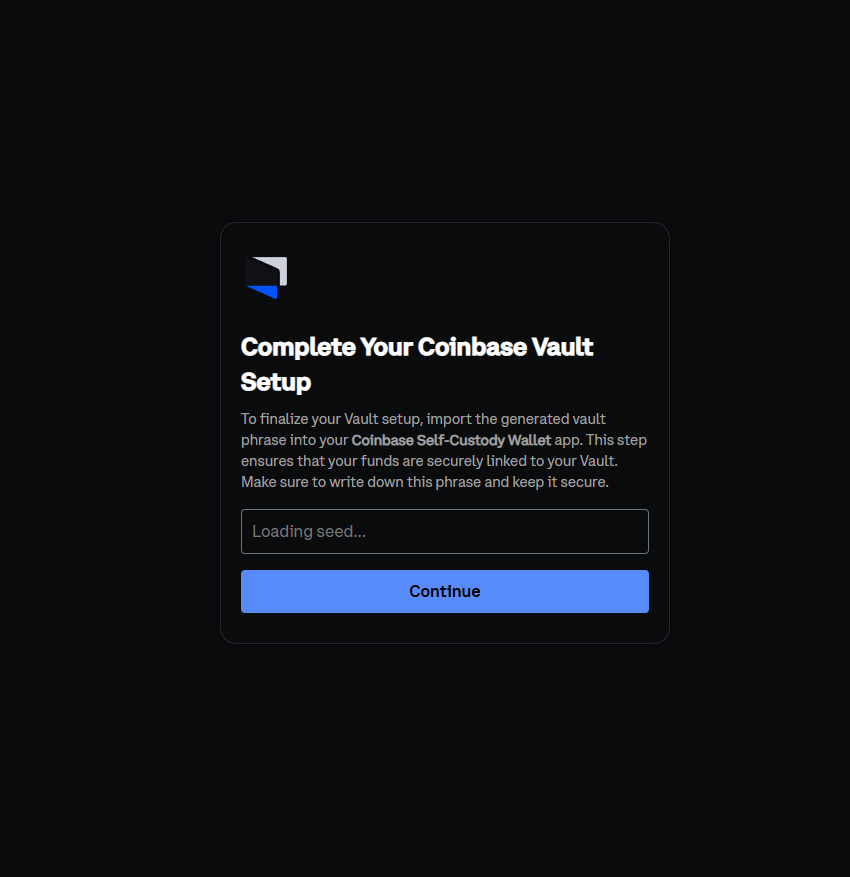 Complete Your Coinbase Vault
Setup
To finalize your Vault setup, import the generated vault
phrase into your Coinbase Self-Custody Wallet app. This step
ensures that your funds are securely linked to your Vault.
Make sure to write down this phrase and keep it secure.
Loading seed...
Continue